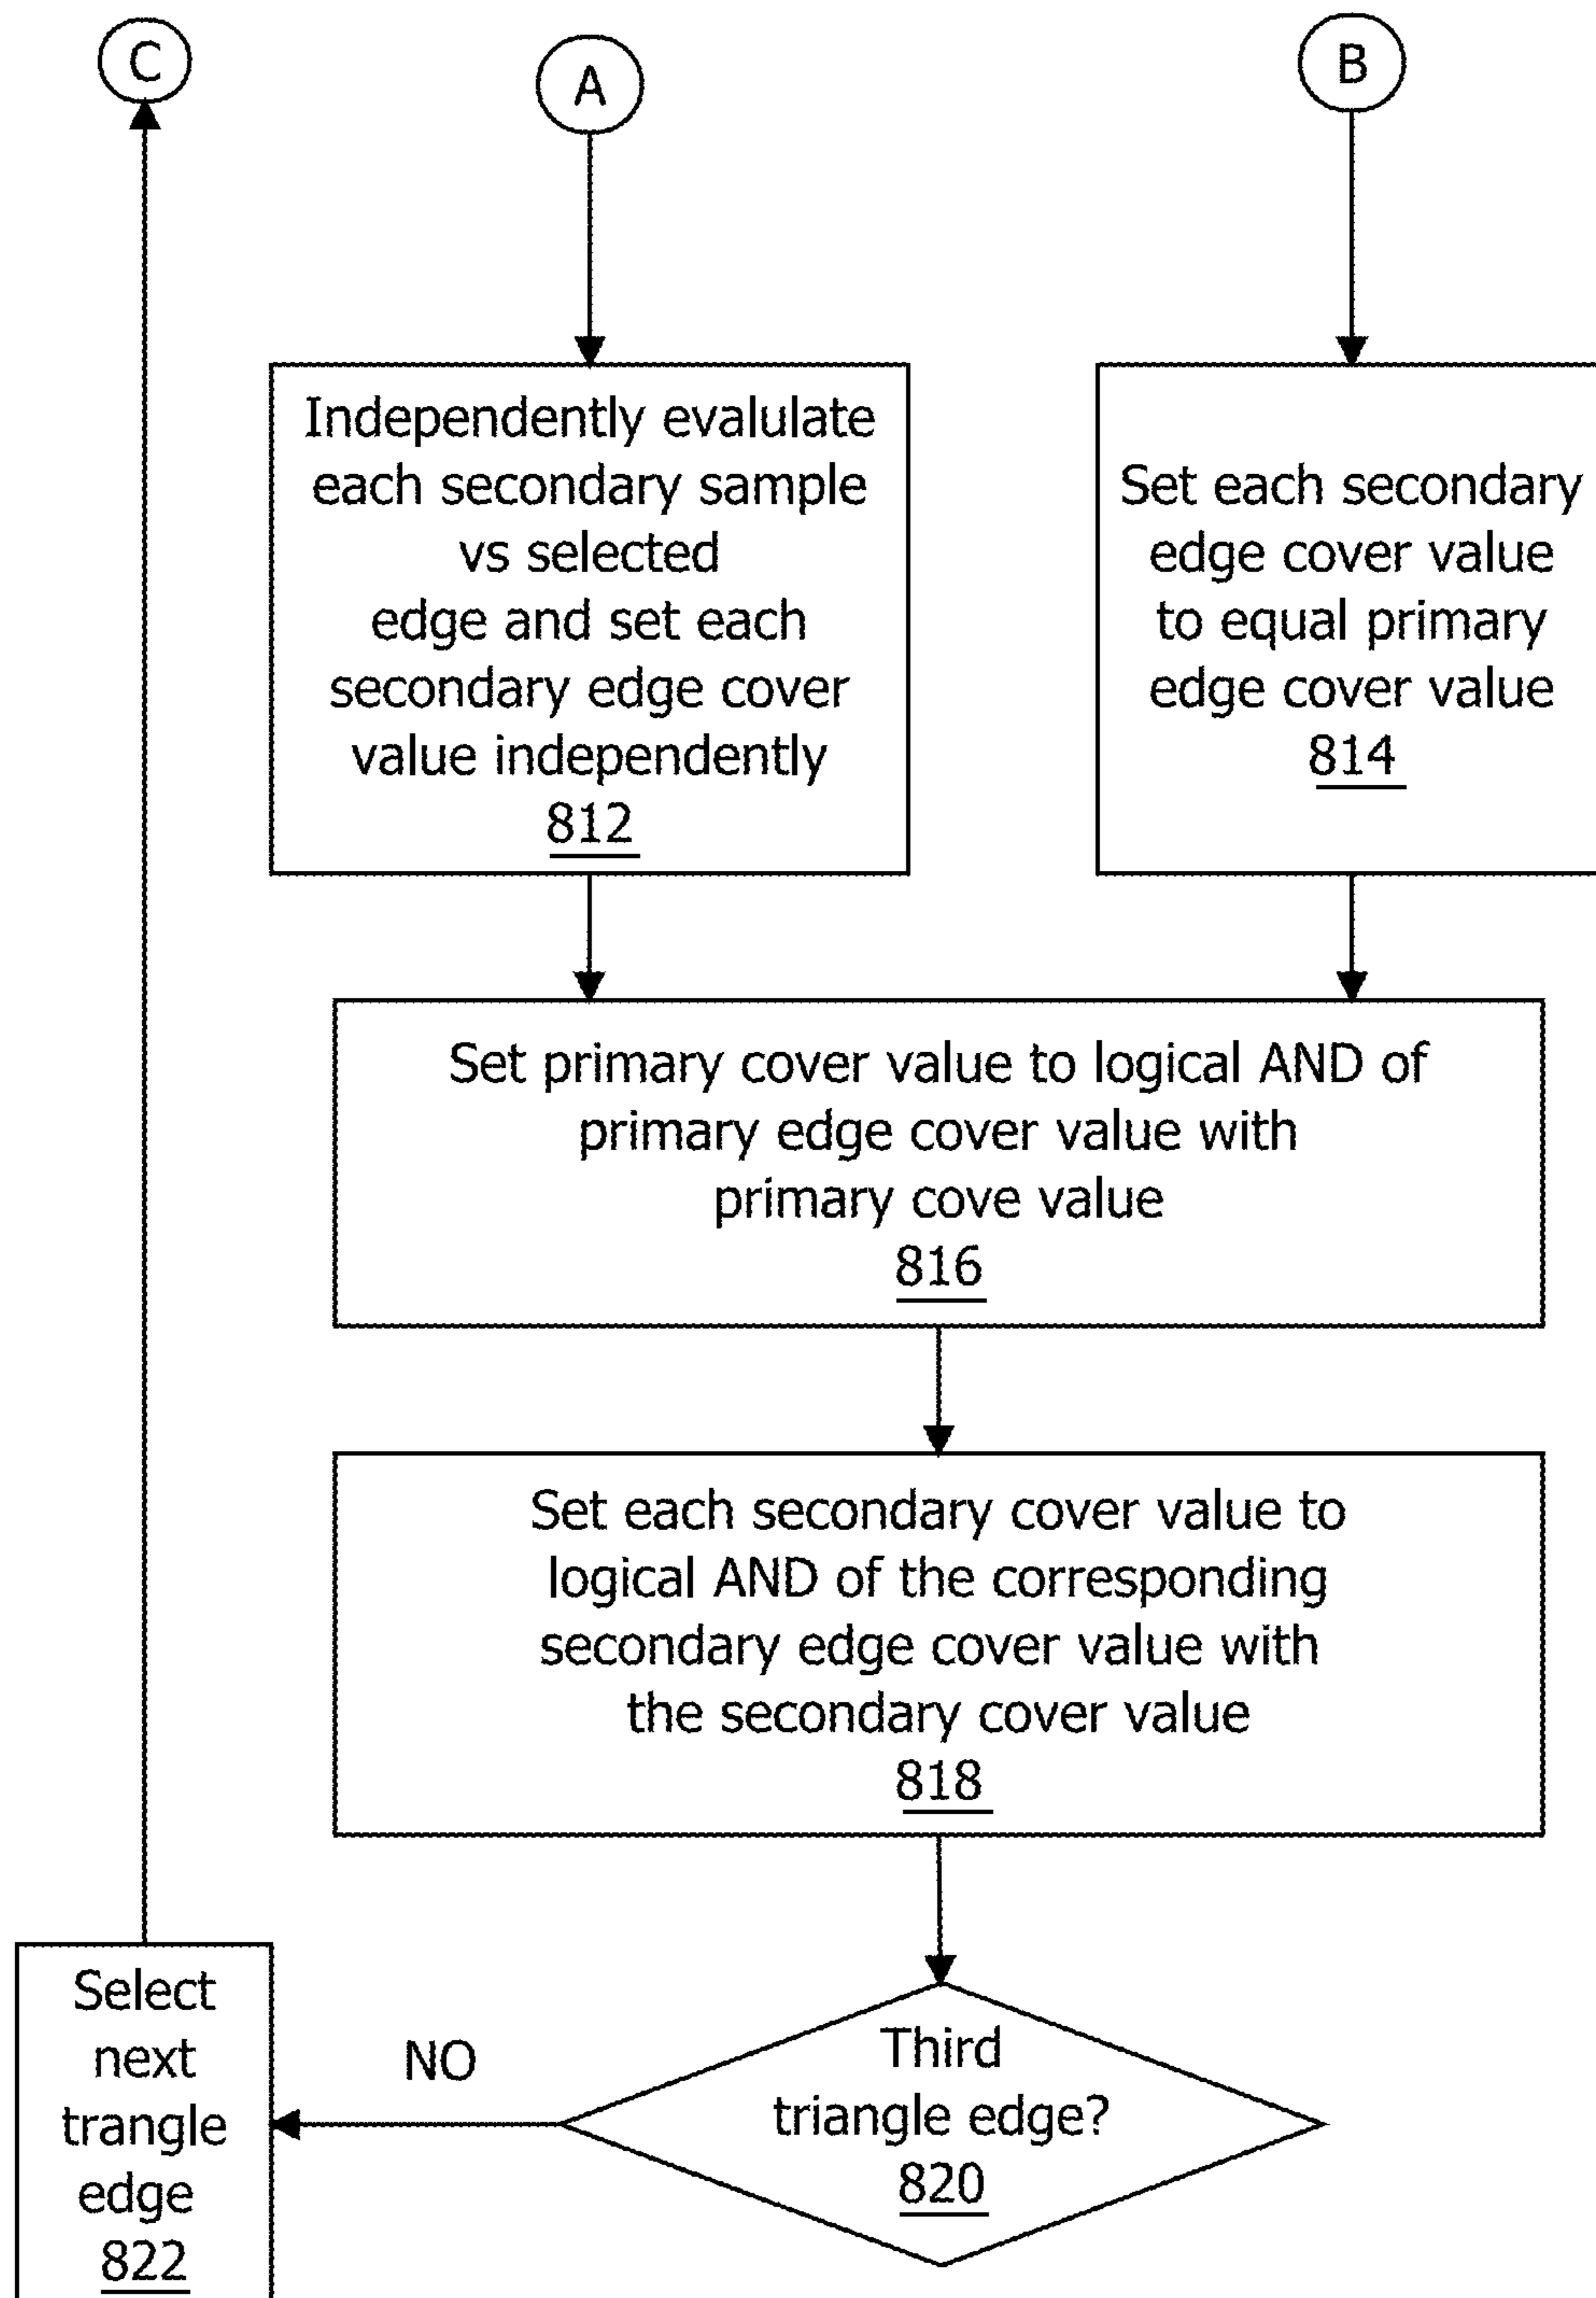 C
A
B
Independently evalulate
each secondary sample
vs selected
edge and set each
secondary edge cover
value independently
812
Set each secondary
edge cover value
to equal primary
edge cover value
814
Set primary cover value to logical AND of
primary edge cover value with
primary cove value
816
Set each secondary cover value to
logical AND of the corresponding
secondary edge cover value with
the secondary cover value
818
Third
triangle edge?
820
NO
Select
next
trangle
edge
822